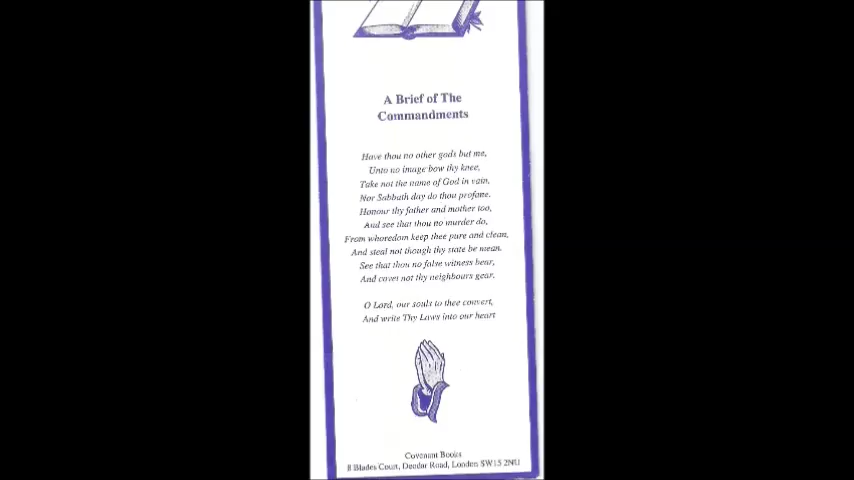 A Brief of The
Commandments
Have thou no other gods but me,
Unto no image bow thy knee,
Take not the name of God in vain,
Nor Sabbath day do thou profane.
Honour thy father and mother too,
And see that thou no murder do,
From whoredom keep thee pure and clean,
And steal not though thy state be mean.
See that thou no false witness bear,
And covet not thy neighbours gear.
O Lord, our souls to thee convert,
And write Thy Laws into our heart
Covenant Books
8 Blades Court, Deodar Road, London SW15 2NU